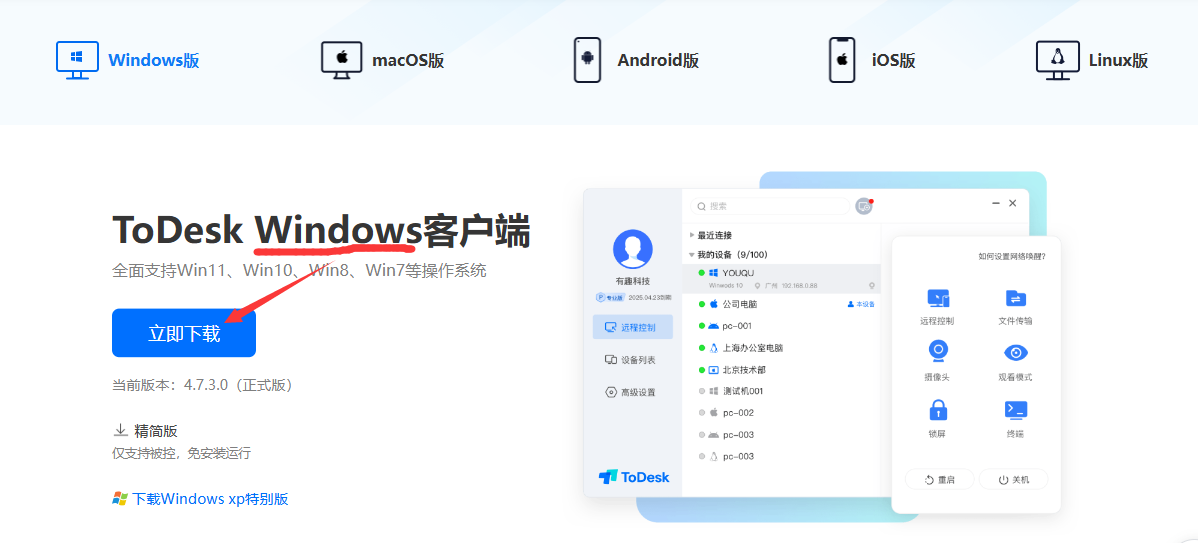 Windows版
macOS版
Android版
iOS版
Linux版
ToDesk Windows客户端
全面支持Win11、Win10、Win8、Win7等操作系统
立即下载
当前版本：4.7.3.0（正式版）
精简版
仅支持被控，免安装运行
下载Windows xp特别版
搜索
有趣科技
专业版 2025.04.23到期
远程控制
设备列表
高级设置
ToDesk
最近连接
我的设备（9/100）
YOUQU
Winwods 10 广州 192.168.0.88
公司电脑 本设备
pc-001
上海办公室电脑
北京技术部
测试机001
pc-002
pc-003
pc-003
如何设置网络唤醒？
远程控制
文件传输
摄像头
观看模式
锁屏
终端
重启
关机